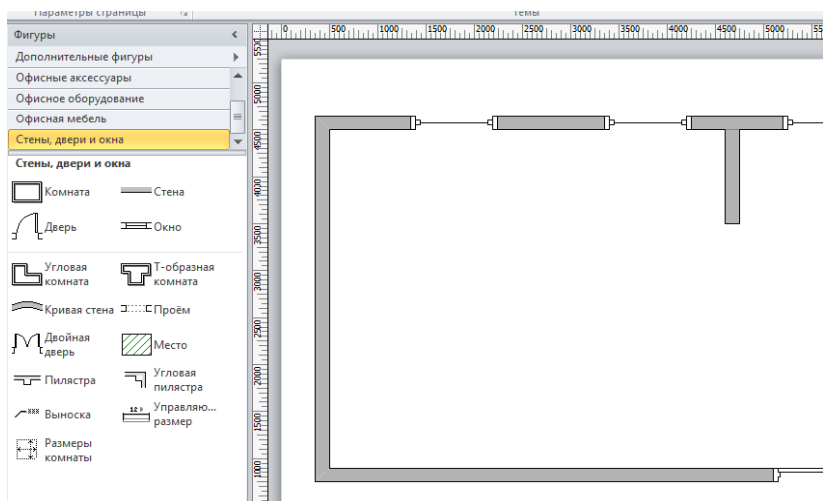 Параметры страницы
Темы
Фигуры
Дополнительные фигуры
Офисные аксессуары
Офисное оборудование
Офисная мебель
Стены, двери и окна
Стены, двери и окна
Комната Стена
Дверь Окно
Угловая комната
Т-образная комната
Кривая стена Проём
Двойная дверь
Место
Пилястра
Угловая пилястра
Выноска
Управляю... размер
Размеры комнаты
0 500 1000 1500 2000 2500 3000 3500 4000 4500 5000 55
5500
5000
4500
4000
3500
3000
2500
2000
1500
1000